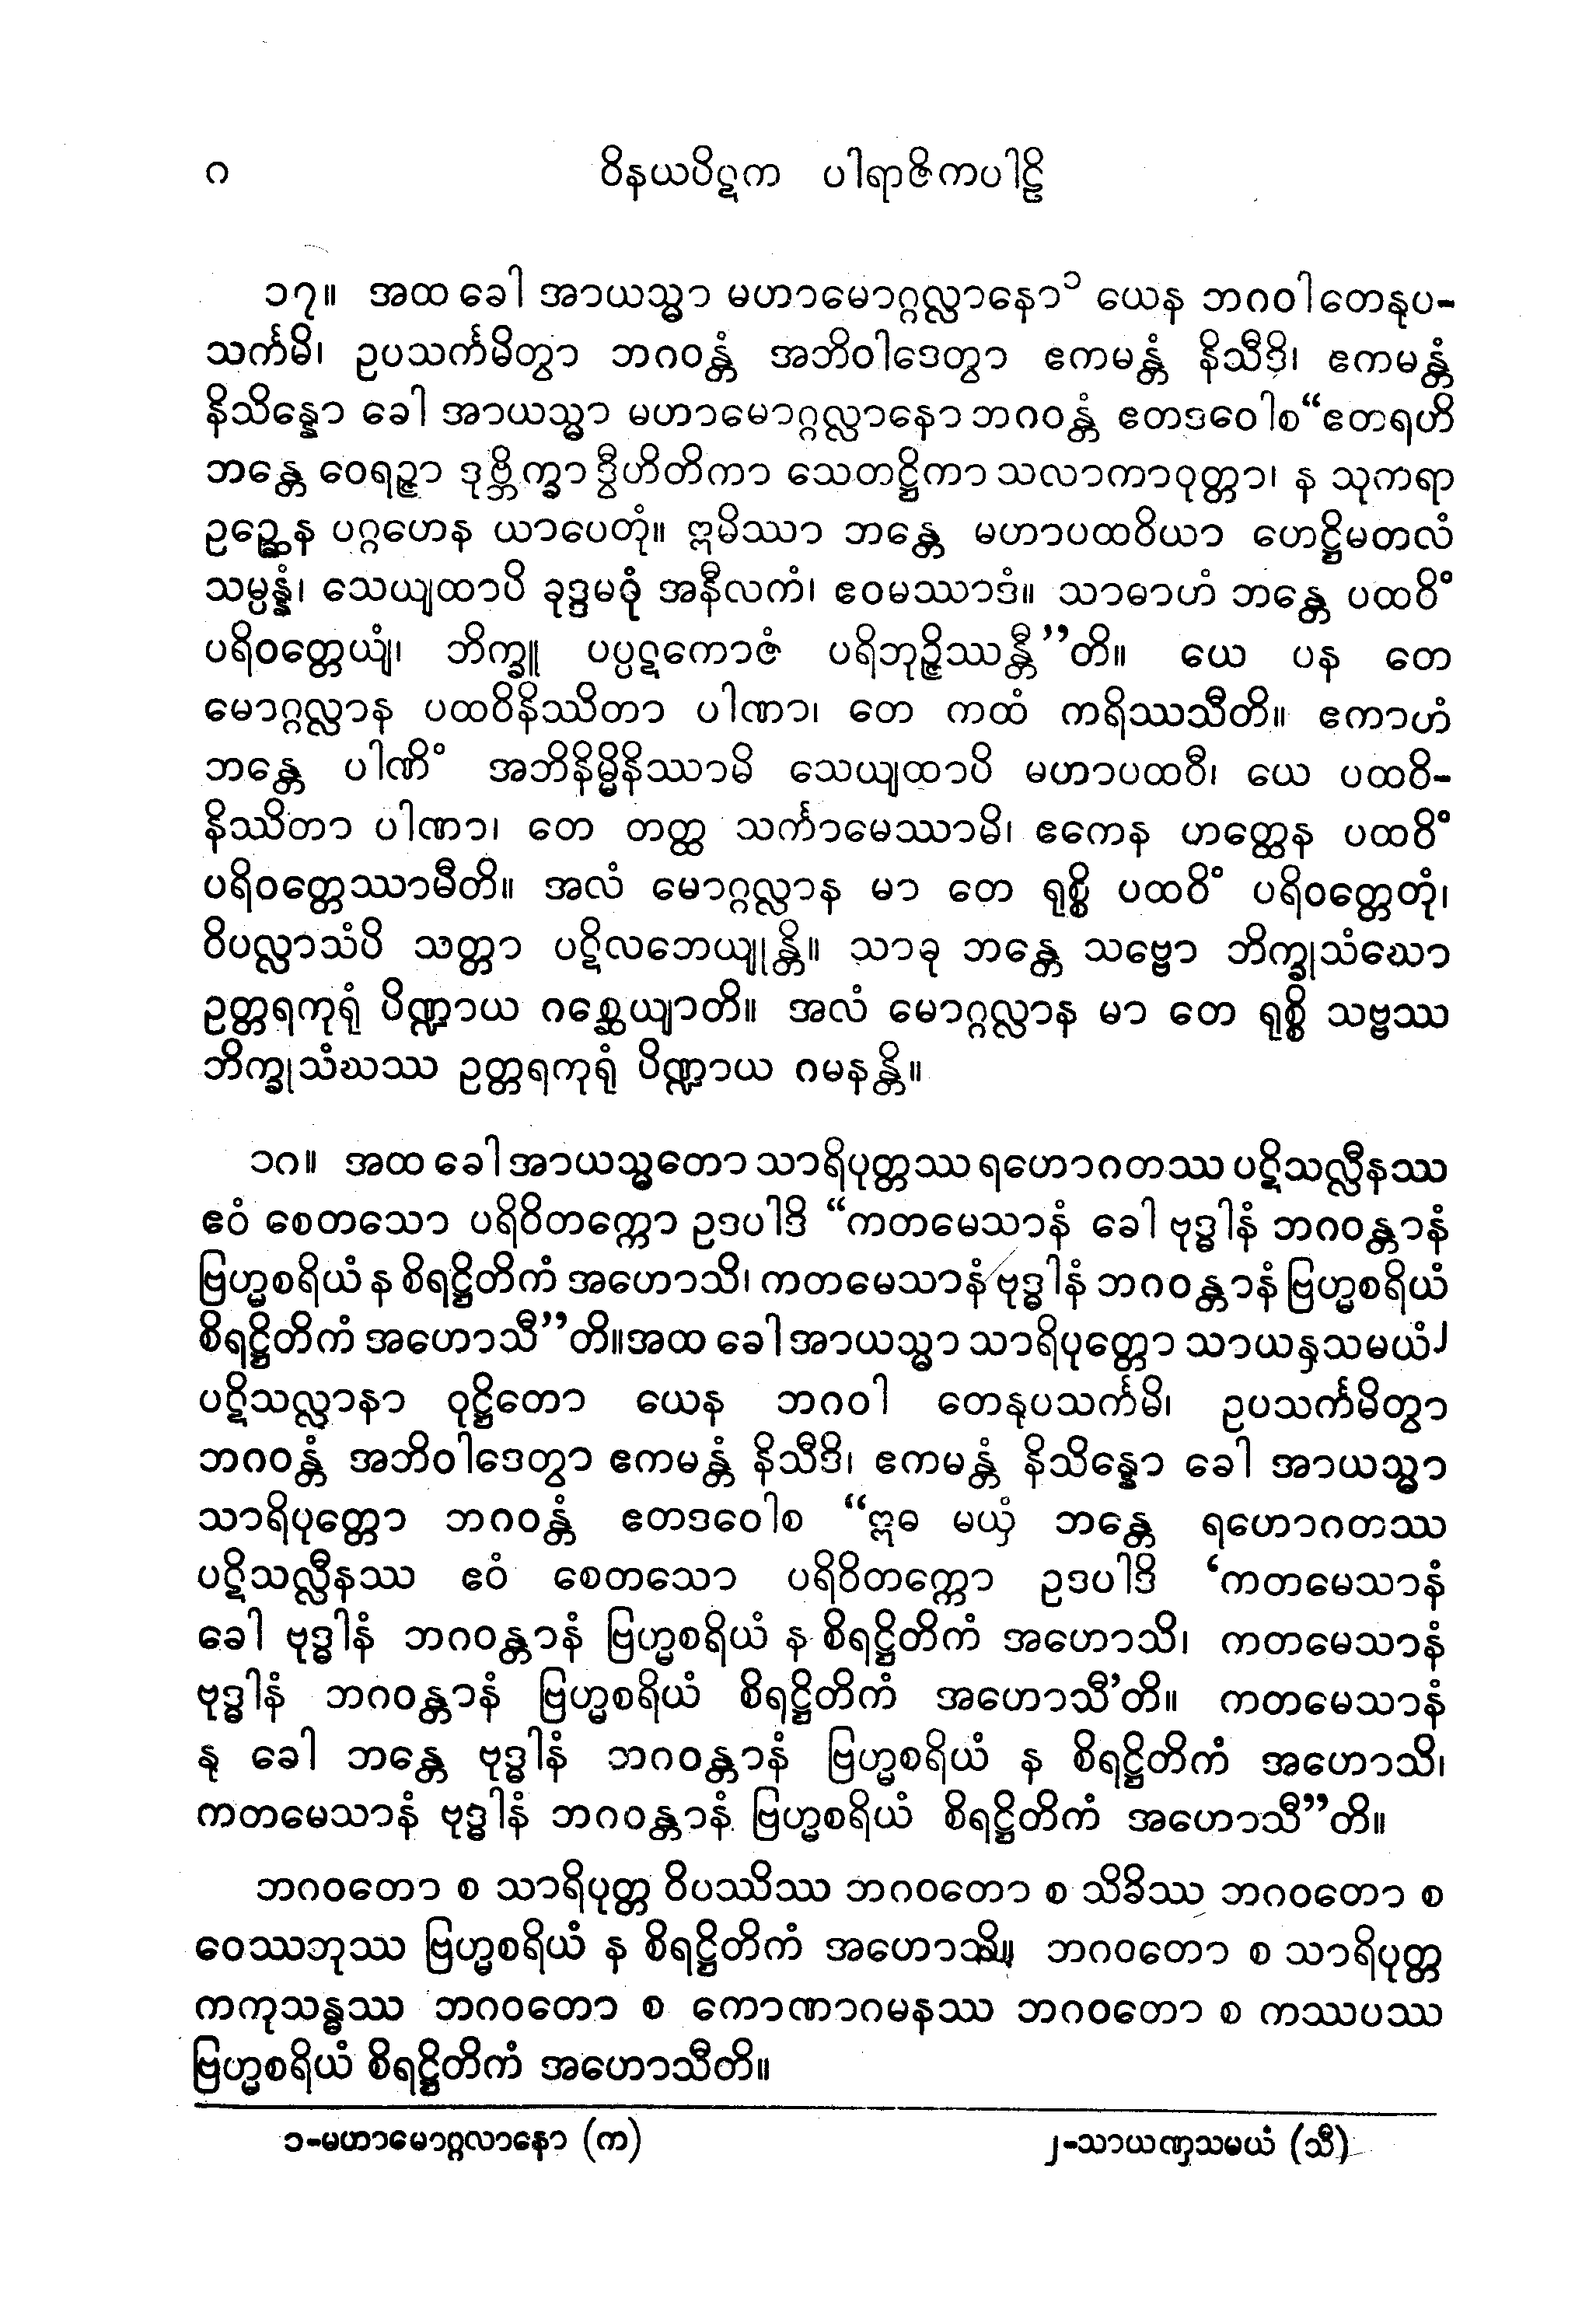 ၈ ဝိနယပိဋက ပါရာဇိကပါဠိ
၁၇။ အထ ခေါ အာယသ္မာ မဟာမောဂ္ဂလ္လာနော၁ ယေန ဘဂဝါ တေနုပ-
သင်္ကမိ၊ ဥပသင်္ကမိတွာ ဘဂဝန္တံ အဘိဝါဒေတွာ ဧကမန္တံ နိသီဒိ၊ ဧကမန္တံ
နိသိန္နော ခေါ အာယသ္မာ မဟာမောဂ္ဂလ္လာနော ဘဂဝန္တံ ဧတဒဝေါစ “ဧတရဟိ
ဘန္တေ ဝေရဉ္ဇာ ဒုဗ္ဘိက္ခာ ဒွီဟိတိကာ သေတဋ္ဌိကာ သလာကာဝုတ္တာ၊ န သုကရာ
ဥဉ္ဆေန ပဂ္ဂဟေန ယာပေတုံ။ ဣမိဿာ ဘန္တေ မဟာပထဝိယာ ဟေဋ္ဌိမတလံ
သမ္ပန္နံ၊ သေယျထာပိ ခုဒ္ဒမဓုံ အနီလကံ၊ ဧဝမဿာဒံ။ သာဓာဟံ ဘန္တေ ပထဝိံ
ပရိဝတ္တေယျံ၊ ဘိက္ခူ ပပ္ပဋကောဇံ ပရိဘုဉ္ဇိဿန္တီ”တိ။ ယေ ပန တေ
မောဂ္ဂလ္လာန ပထဝိနိဿိတာ ပါဏာ၊ တေ ကထံ ကရိဿသီတိ။ ဧကာဟံ
ဘန္တေ ပါဏိံ အဘိနိမ္မိနိဿာမိ သေယျထာပိ မဟာပထဝီ၊ ယေ ပထဝိ-
နိဿိတာ ပါဏာ၊ တေ တတ္ထ သင်္ကာမေဿာမိ၊ ဧကေန ဟတ္ထေန ပထဝိံ
ပရိဝတ္တေဿာမီတိ။ အလံ မောဂ္ဂလ္လာန မာ တေ ရုစ္စိ ပထဝိံ ပရိဝတ္တေတုံ၊
ဝိပလ္လာသံပိ သတ္တာ ပဋိလဘေယျုန္တိ။ သာဓု ဘန္တေ သဗ္ဗော ဘိက္ခုသံဃော
ဥတ္တရကုရုံ ပိဏ္ဍာယ ဂစ္ဆေယျာတိ။ အလံ မောဂ္ဂလ္လာန မာ တေ ရုစ္စိ သဗ္ဗဿ
ဘိက္ခုသံဃဿ ဥတ္တရကုရုံ ပိဏ္ဍာယ ဂမနန္တိ။
၁၈။ အထ ခေါ အာယသ္မတော သာရိပုတ္တဿ ရဟောဂတဿ ပဋိသလ္လီနဿ
ဧဝံ စေတသော ပရိဝိတက္ကော ဥဒပါဒိ “ကတမေသာနံ ခေါ ဗုဒ္ဓါနံ ဘဂဝန္တာနံ
ဗြဟ္မစရိယံ န စိရဋ္ဌိတိကံ အဟောသိ၊ ကတမေသာနံ ဗုဒ္ဓါနံ ဘဂဝန္တာနံ ဗြဟ္မစရိယံ
စိရဋ္ဌိတိကံ အဟောသီ”တိ။အထ ခေါ အာယသ္မာ သာရိပုတ္တော သာယနှသမယံ၂
ပဋိသလ္လာနာ ဝုဋ္ဌိတော ယေန ဘဂဝါ တေနုပသင်္ကမိ၊ ဥပသင်္ကမိတွာ
ဘဂဝန္တံ အဘိဝါဒေတွာ ဧကမန္တံ နိသီဒိ၊ ဧကမန္တံ နိသိန္နော ခေါ အာယသ္မာ
သာရိပုတ္တော ဘဂဝန္တံ ဧတဒဝေါစ “ဣဓ မယှံ ဘန္တေ ရဟောဂတဿ
ပဋိသလ္လီနဿ ဧဝံ စေတသော ပရိဝိတက္ကော ဥဒပါဒိ ‘ကတမေသာနံ
ခေါ ဗုဒ္ဓါနံ ဘဂဝန္တာနံ ဗြဟ္မစရိယံ န စိရဋ္ဌိတိကံ အဟောသိ၊ ကတမေသာနံ
ဗုဒ္ဓါနံ ဘဂဝန္တာနံ ဗြဟ္မစရိယံ စိရဋ္ဌိတိကံ အဟောသီ’တိ။ ကတမေသာနံ
နု ခေါ ဘန္တေ ဗုဒ္ဓါနံ ဘဂဝန္တာနံ ဗြဟ္မစရိယံ န စိရဋ္ဌိတိကံ အဟောသိ၊
ကတမေသာနံ ဗုဒ္ဓါနံ ဘဂဝန္တာနံ ဗြဟ္မစရိယံ စိရဋ္ဌိတိကံ အဟောသီ”တိ။
ဘဂဝတော စ သာရိပုတ္တ ဝိပဿိဿ ဘဂဝတော စ သိခိဿ ဘဂဝတော စ
ဝေဿဘုဿ ဗြဟ္မစရိယံ န စိရဋ္ဌိတိကံ အဟောသိ။ ဘဂဝတော စ သာရိပုတ္တ
ကကုသန္ဓဿ ဘဂဝတော စ ကောဏာဂမနဿ ဘဂဝတော စ ကဿပဿ
ဗြဟ္မစရိယံ စိရဋ္ဌိတိကံ အဟောသီတိ။
၁-မဟာမောဂ္ဂလာနော (က) ၂-သာယဏှသမယံ (သီ)